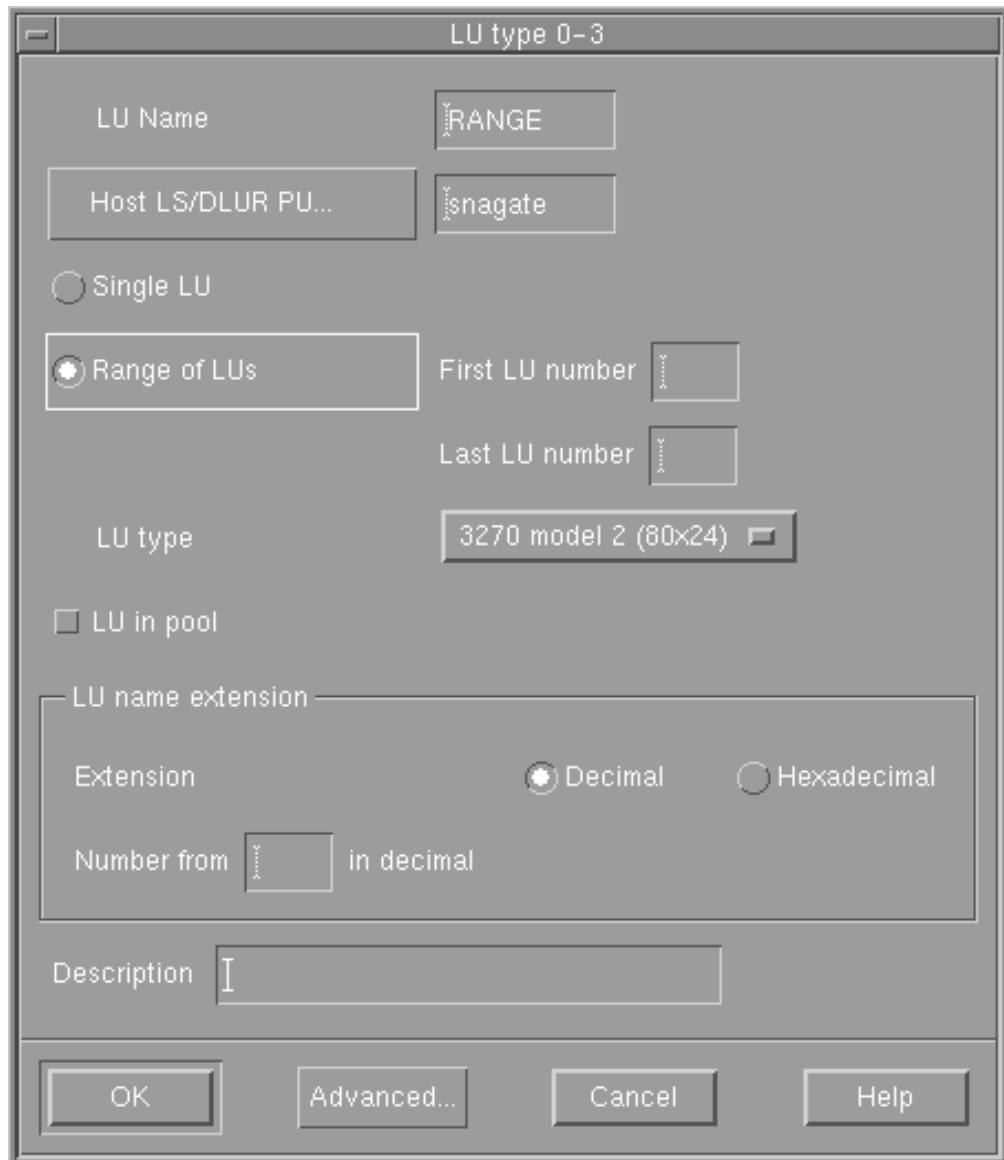 LU type 0-3
LU Name RANGE
Host LS/DLUR PU... snagate
Single LU
Range of LUs First LU number
Last LU number
LU type 3270 model 2 (80x24)
LU in pool
LU name extension
Extension Decimal Hexadecimal
Number from in decimal
Description
OK Advanced... Cancel Help